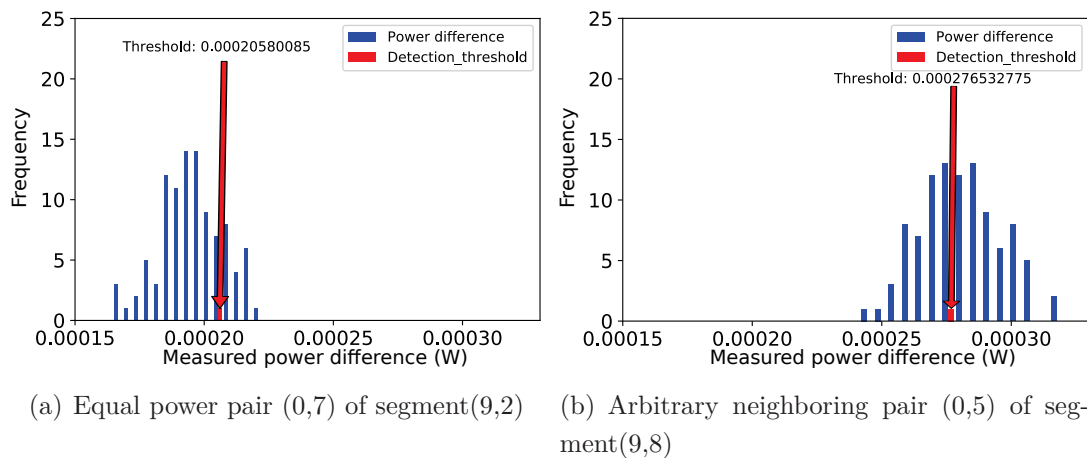 25
20
15
10
5
0
Frequency
Threshold: 0.00020580085
Power difference
Detection_threshold
0.00015 0.00020 0.00025 0.00030
Measured power difference (W)
(a) Equal power pair (0,7) of segment(9,2)
25
20
15
10
5
0
Frequency
Power difference
Detection_threshold
Threshold: 0.000276532775
0.00015 0.00020 0.00025 0.00030
Measured power difference (W)
(b) Arbitrary neighboring pair (0,5) of seg-
ment(9,8)